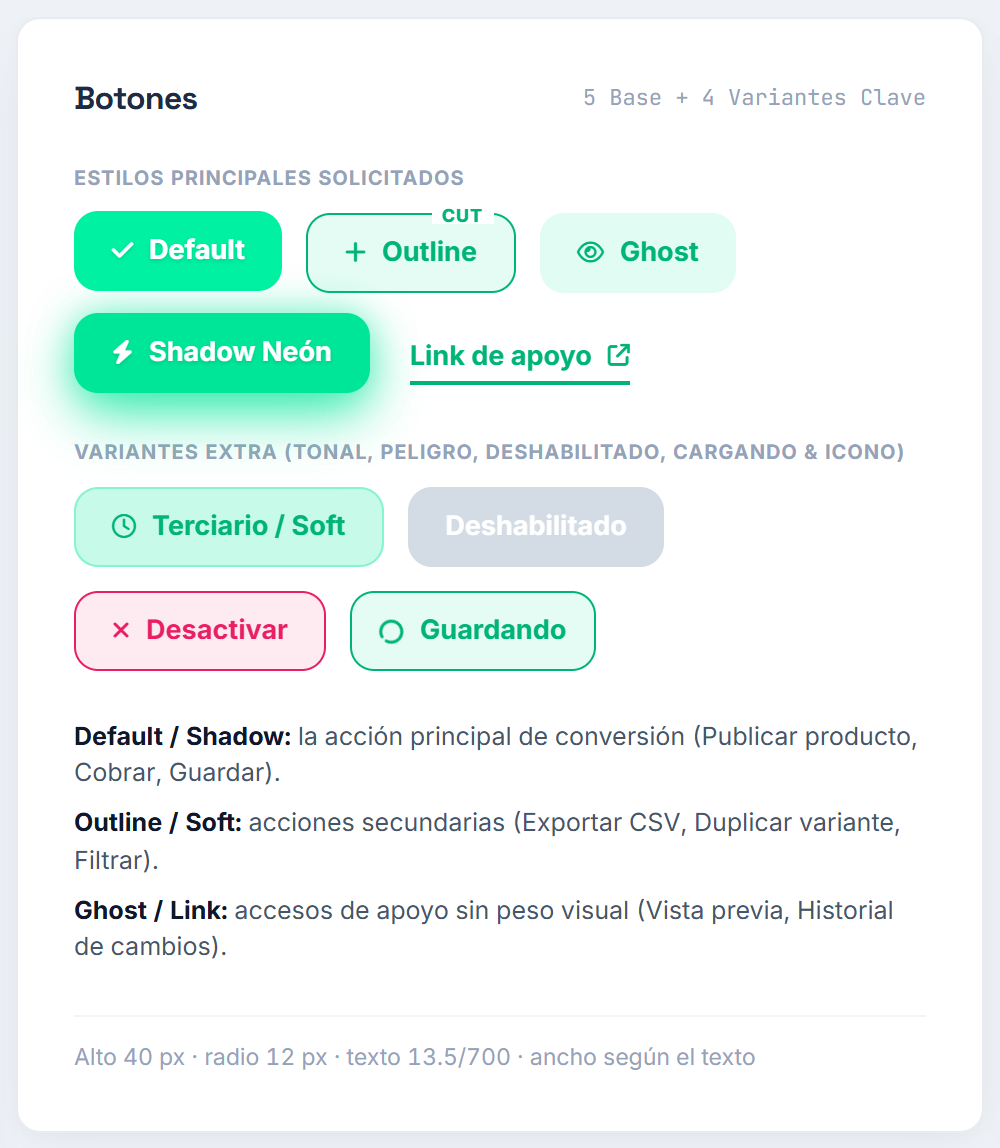 Botones
5 Base + 4 Variantes Clave
ESTILOS PRINCIPALES SOLICITADOS
Default
CUT
Outline
Ghost
Shadow Neón
Link de apoyo
VARIANTES EXTRA (TONAL, PELIGRO, DESHABILITADO, CARGANDO & ICONO)
Terciario / Soft
Deshabilitado
Desactivar
Guardando
Default / Shadow: la acción principal de conversión (Publicar producto,
Cobrar, Guardar).
Outline / Soft: acciones secundarias (Exportar CSV, Duplicar variante,
Filtrar).
Ghost / Link: accesos de apoyo sin peso visual (Vista previa, Historial
de cambios).
Alto 40 px · radio 12 px · texto 13.5/700 · ancho según el texto